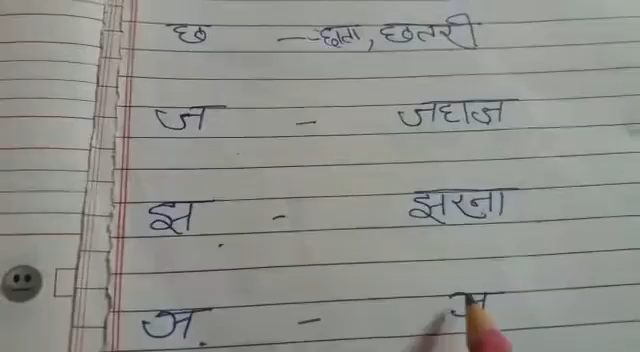 छ — छाता, छतरी
ज - जहाज
झ - झरना
ञ. - ञ